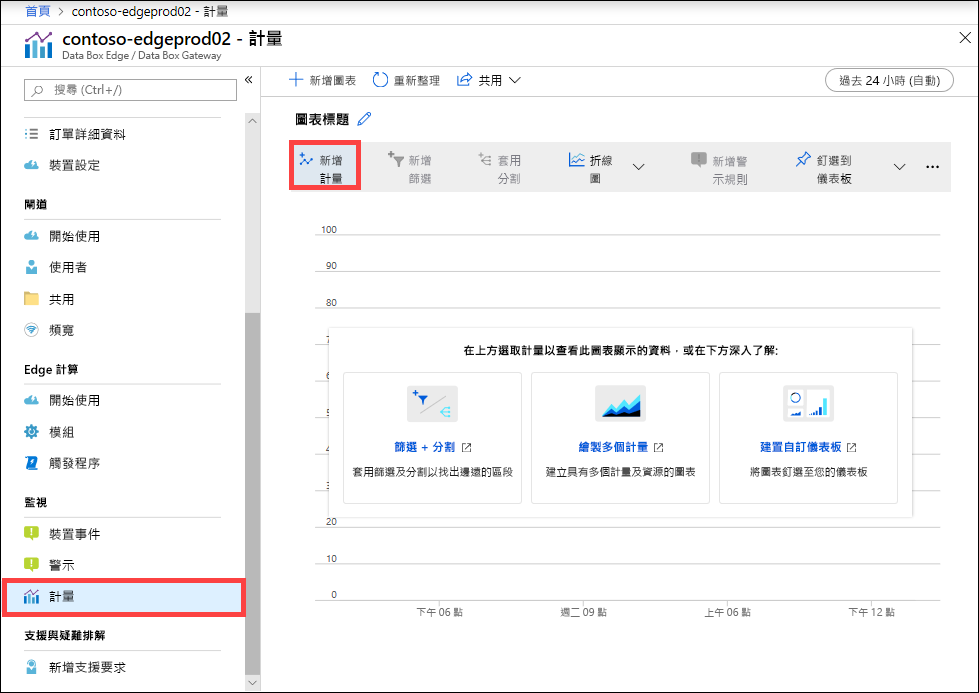 首頁 > contoso-edgeprod02 - 計量
contoso-edgeprod02 - 計量
Data Box Edge / Data Box Gateway
搜尋 (Ctrl+/)
訂單詳細資料
裝置設定
閘道
開始使用
使用者
共用
頻寬
Edge 計算
開始使用
模組
觸發程序
監視
裝置事件
警示
計量
支援與疑難排解
新增支援要求
新增圖表 重新整理 共用 過去 24 小時 (自動)
圖表標題
新增
計量
新增
篩選
套用
分割
折線
圖
新增警
示規則
釘選到
儀表板
100
90
80
在上方選取計量以查看此圖表顯示的資料，或在下方深入了解:
篩選 + 分割
套用篩選及分割以找出邊遠的區段
繪製多個計量
建立具有多個計量及資源的圖表
建置自訂儀表板
將圖表釘選至您的儀表板
20
10
0
下午 06 點 週二 09 點 上午 06 點 下午 12 點